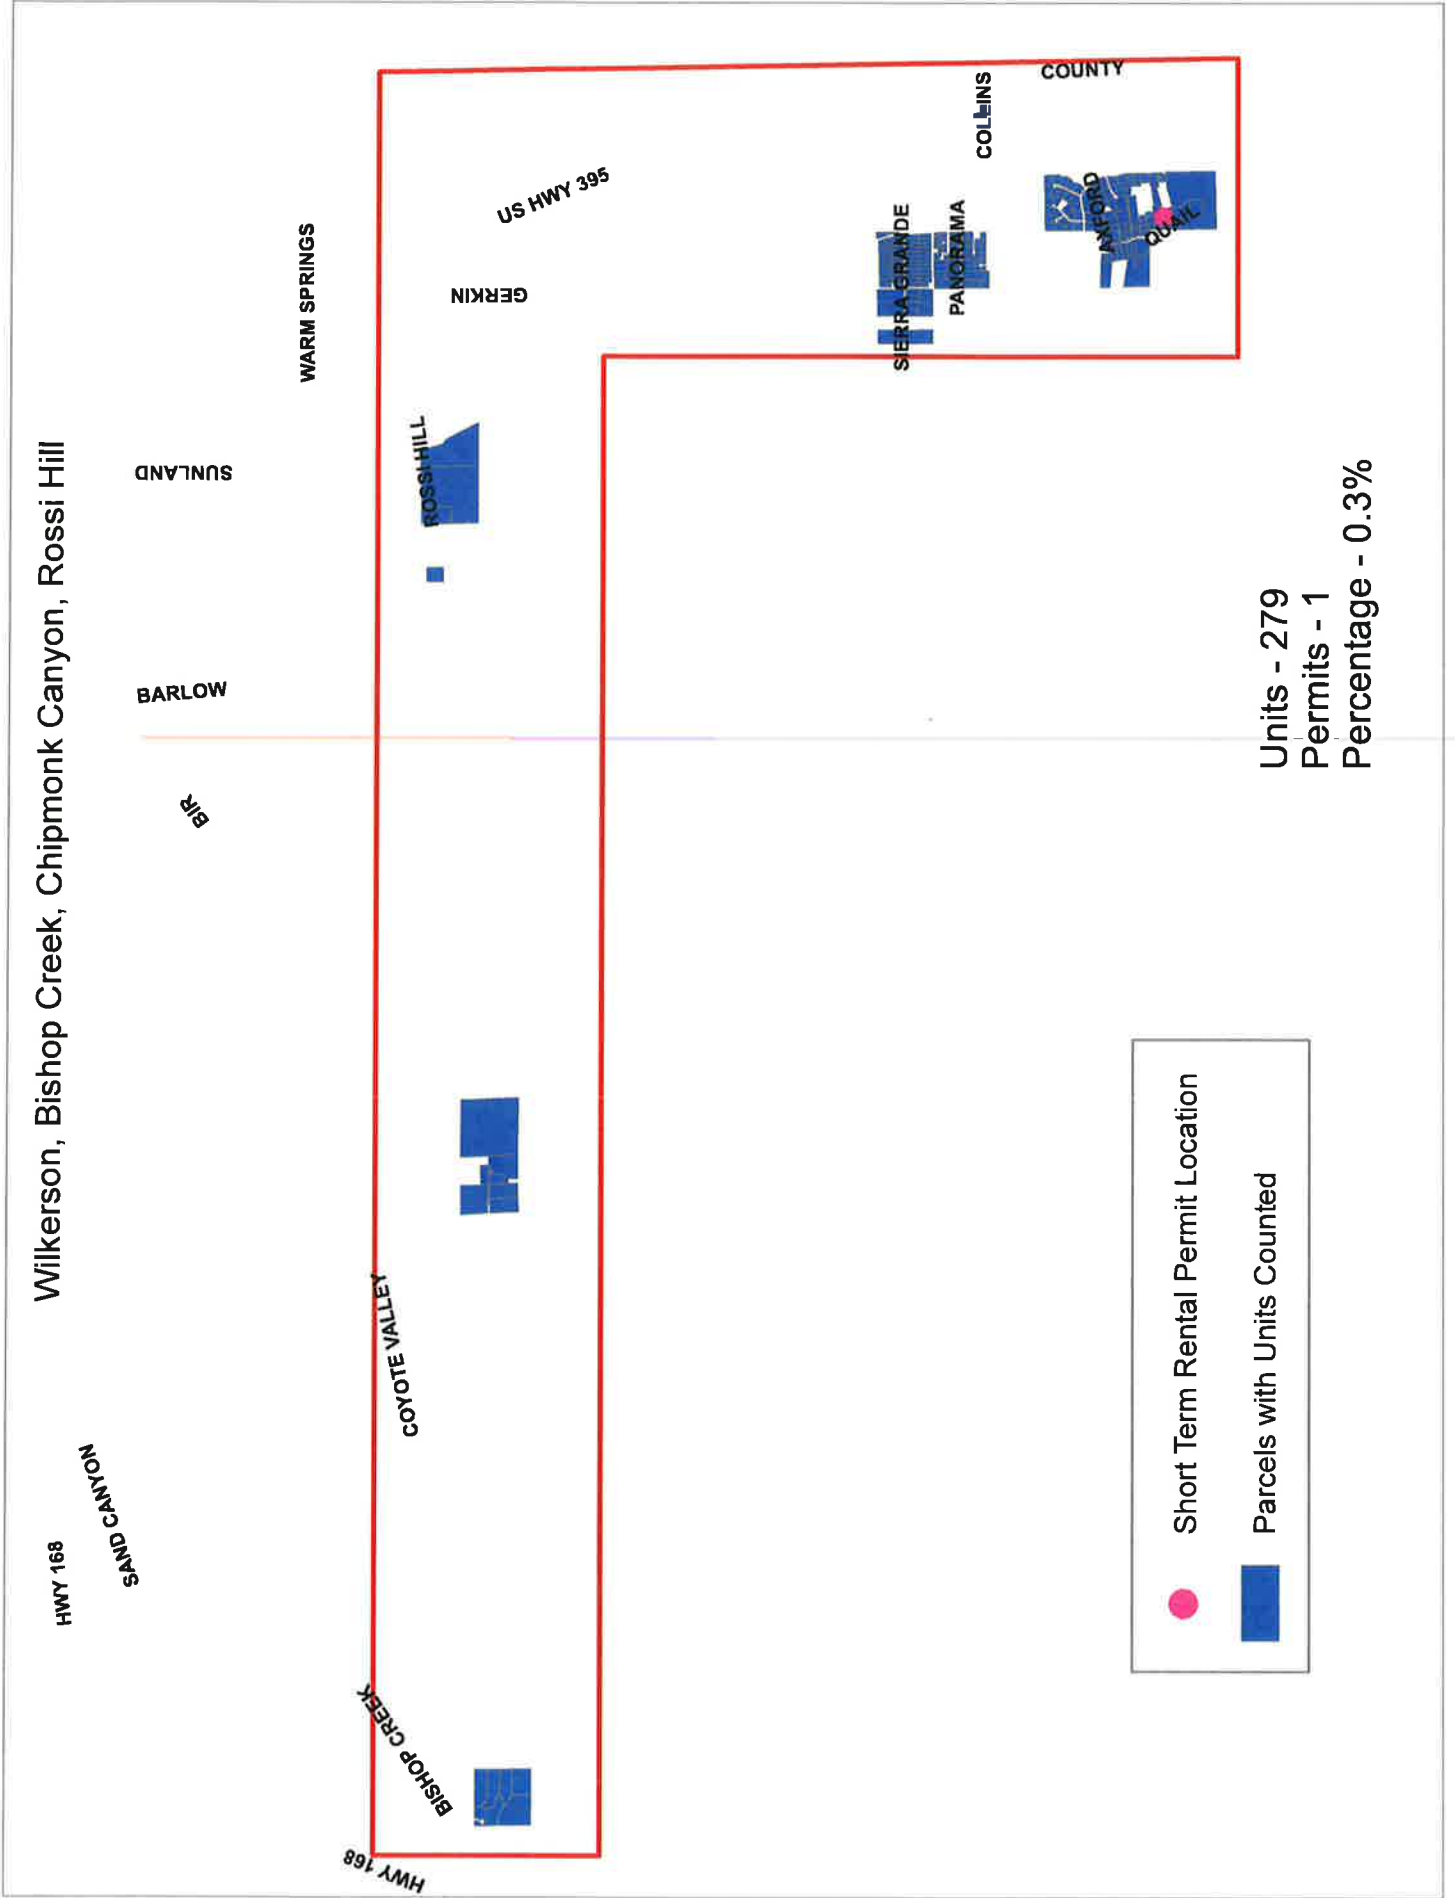 Wilkerson, Bishop Creek, Chipmonk Canyon, Rossi Hill
HWY 168
SAND CANYON
BIR
BARLOW
SUNLAND
WARM SPRINGS
HWY 168
BISHOP CREEK
COYOTE VALLEY
ROSSI HILL
GERKIN
US HWY 395
SIERRA GRANDE
PANORAMA
COLLINS
COUNTY
AXFORD
QUAIL
Short Term Rental Permit Location
Parcels with Units Counted
Units - 279
Permits - 1
Percentage - 0.3%